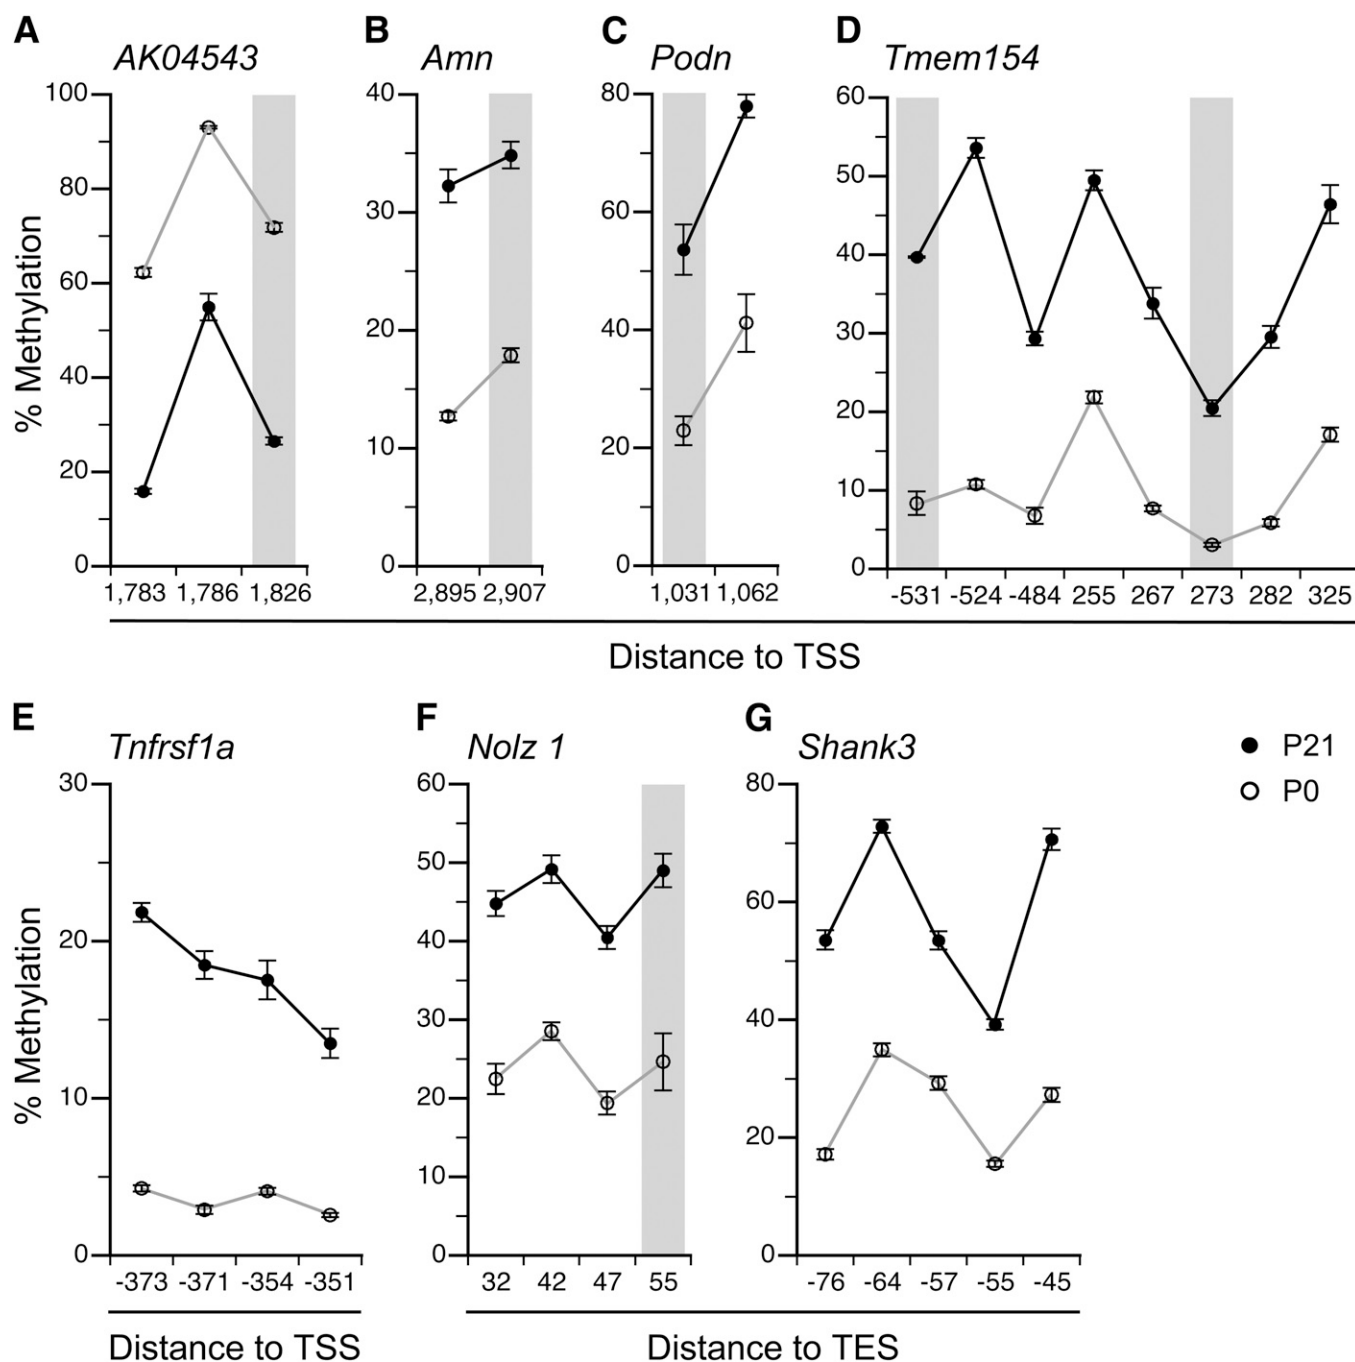 A
AK04543
B
Amn
C
Podn
D
Tmem154
% Methylation
100
80
60
40
20
0
1,783 1,786 1,826
40
30
20
10
0
2,895 2,907
80
60
40
20
0
1,031 1,062
60
50
40
30
20
10
0
-531 -524 -484 255 267 273 282 325
Distance to TSS
E
Tnfrsf1a
F
Nolz 1
G
Shank3
P21
P0
% Methylation
30
20
10
0
-373 -371 -354 -351
Distance to TSS
60
50
40
30
20
10
0
32 42 47 55
80
60
40
20
0
-76 -64 -57 -55 -45
Distance to TES